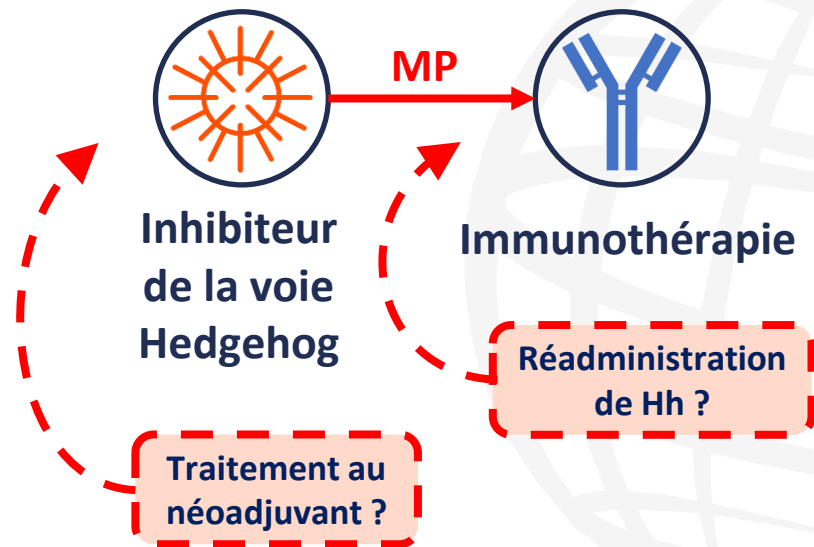 MP
Inhibiteur
de la voie
Hedgehog
Immunothérapie
Réadministration
de Hh ?
Traitement au
néoadjuvant ?